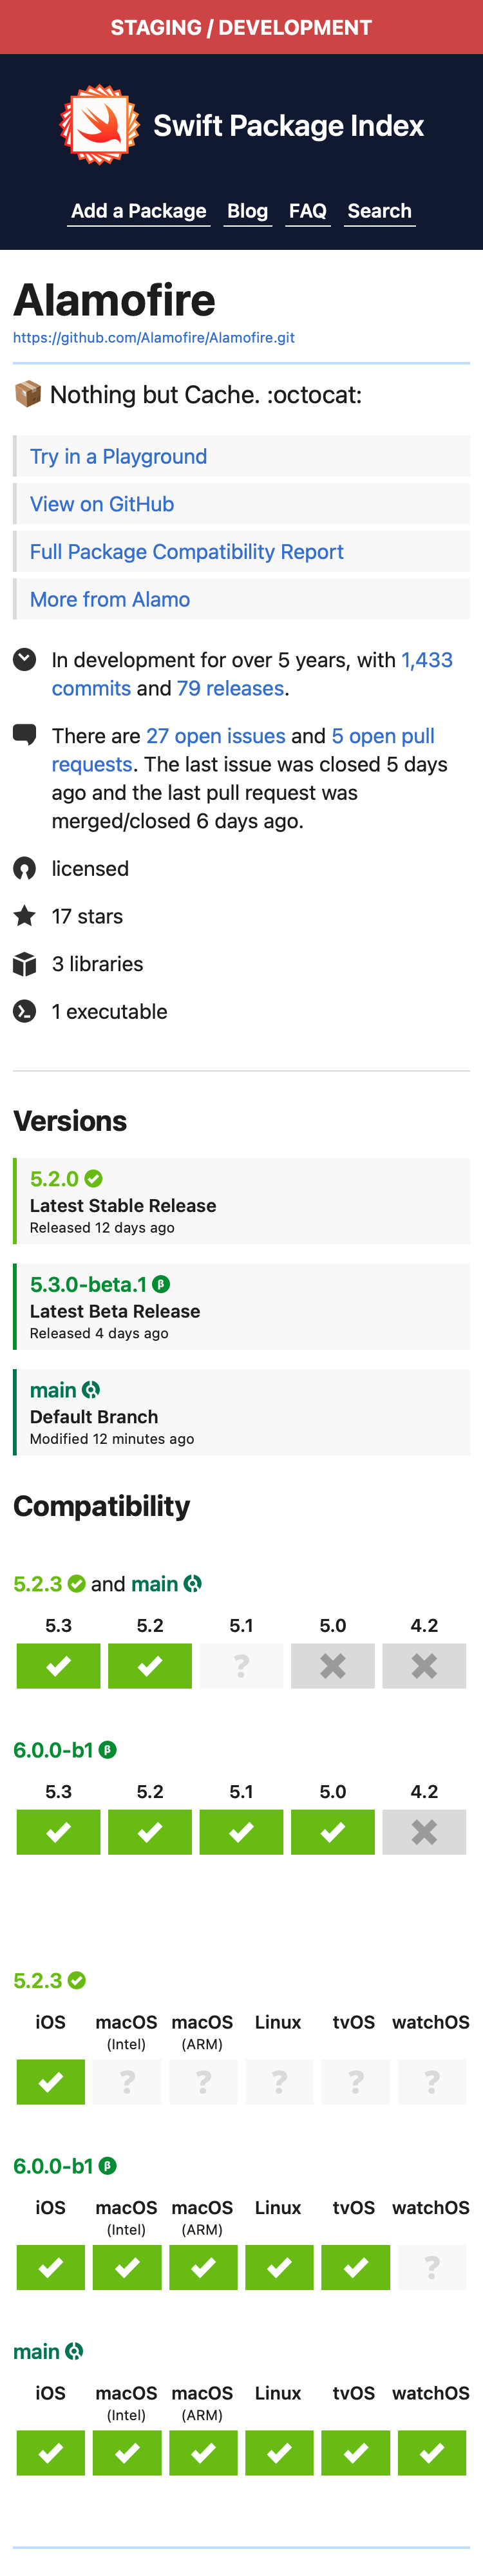 STAGING / DEVELOPMENT
Swift Package Index
Add a Package Blog FAQ Search
Alamofire
https://github.com/Alamofire/Alamofire.git
📦 Nothing but Cache. :octocat:
Try in a Playground
View on GitHub
Full Package Compatibility Report
More from Alamo
In development for over 5 years, with 1,433
commits and 79 releases.
There are 27 open issues and 5 open pull
requests. The last issue was closed 5 days
ago and the last pull request was
merged/closed 6 days ago.
licensed
17 stars
3 libraries
1 executable
Versions
5.2.0
Latest Stable Release
Released 12 days ago
5.3.0-beta.1 β
Latest Beta Release
Released 4 days ago
main
Default Branch
Modified 12 minutes ago
Compatibility
5.2.3 and main
5.3 5.2 5.1 5.0 4.2
?
6.0.0-b1 β
5.3 5.2 5.1 5.0 4.2
5.2.3
iOS macOS macOS Linux tvOS watchOS
(Intel) (ARM)
? ? ? ? ?
6.0.0-b1 β
iOS macOS macOS Linux tvOS watchOS
(Intel) (ARM)
?
main
iOS macOS macOS Linux tvOS watchOS
(Intel) (ARM)